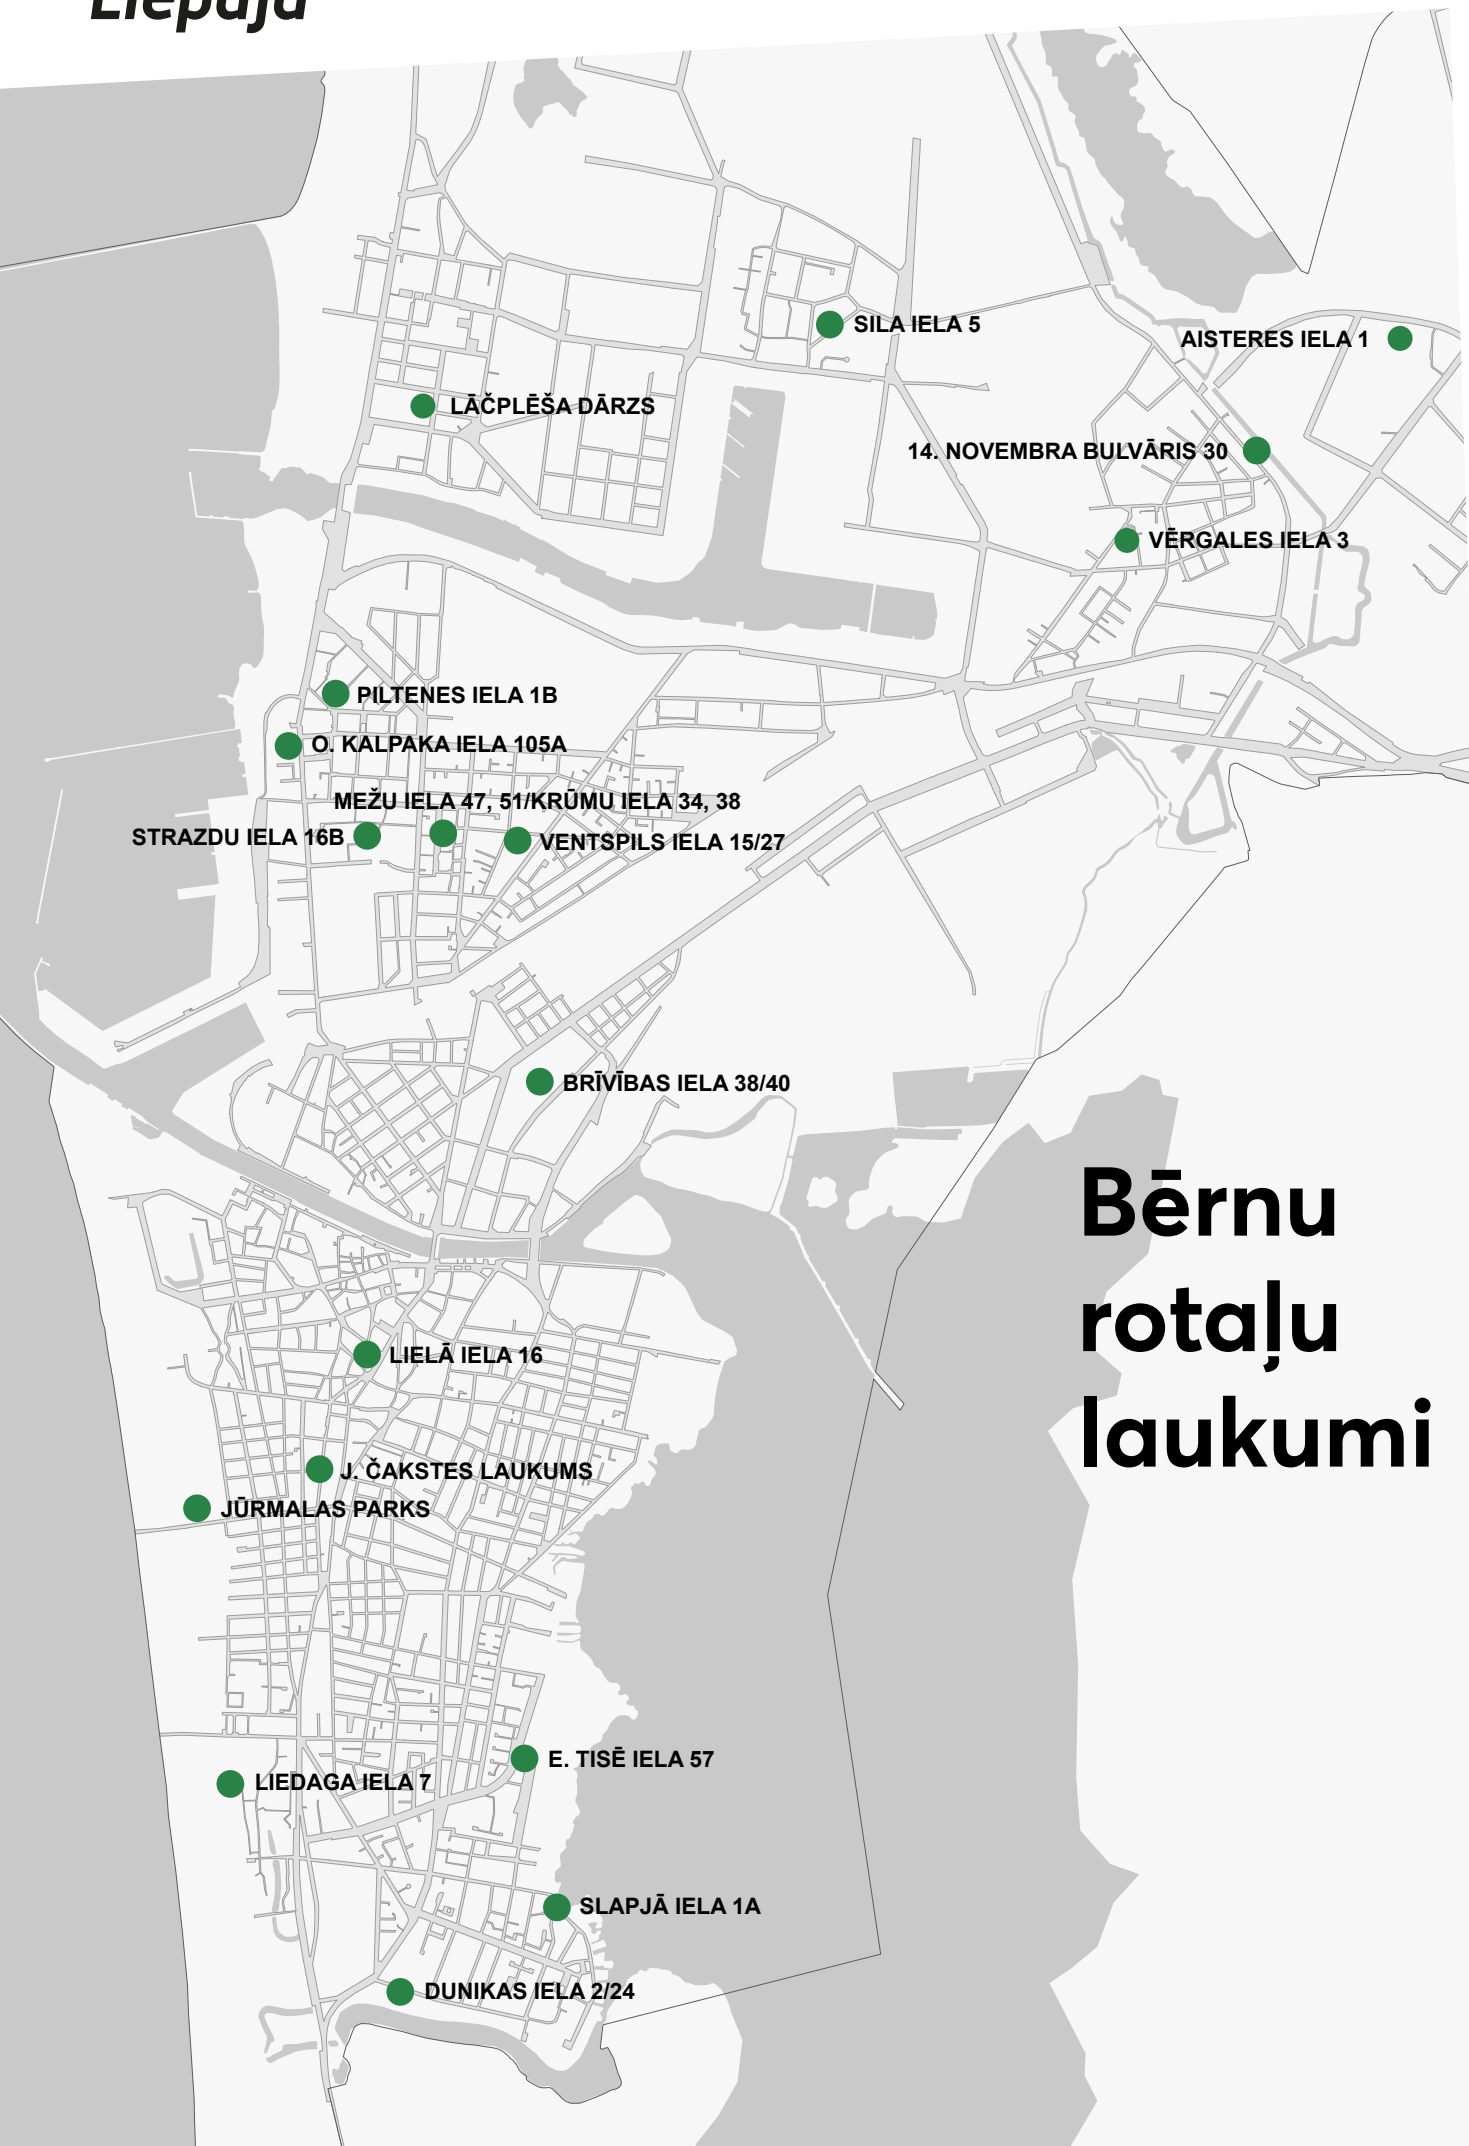 Liepāja
SILA IELA 5
AISTERES IELA 1
LĀČPLĒŠA DĀRZS
14. NOVEMBRA BULVĀRIS 30
VĒRGALES IELA 3
PILTENES IELA 1B
O. KALPAKA IELA 105A
MEŽU IELA 47, 51/KRŪMU IELA 34, 38
STRAZDU IELA 16B
VENTSPILS IELA 15/27
BRĪVĪBAS IELA 38/40
Bērnu
rotaļu
laukumi
LIELĀ IELA 16
J. ČAKSTES LAUKUMS
JŪRMALAS PARKS
E. TISĒ IELA 57
LIEDAGA IELA 7
SLAPJĀ IELA 1A
DUNIKAS IELA 2/24